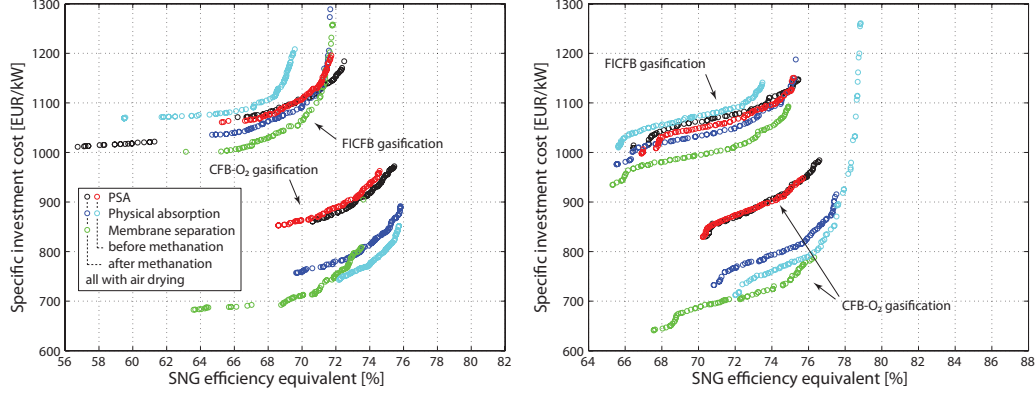 Specific investment cost [EUR/kW]
1300
1200
1100
1000
900
800
700
600
56 58 60 62 64 66 68 70 72 74 76 78 80 82
SNG efficiency equivalent [%]
FICFB gasification
CFB-O₂ gasification
PSA
Physical absorption
Membrane separation
before methanation
after methanation
all with air drying
Specific investment cost [EUR/kW]
1300
1200
1100
1000
900
800
700
600
64 66 68 70 72 74 76 78 80 82 84 86 88
SNG efficiency equivalent [%]
FICFB gasification
CFB-O₂ gasification